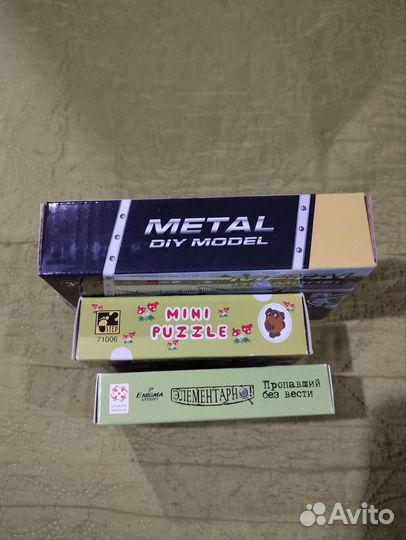 METAL
DIY MODEL
STEP
71006
MINI
PUZZLE
ENIGMA
ЭЛЕМЕНТАРНО!
Пропавший
без вести
Avito